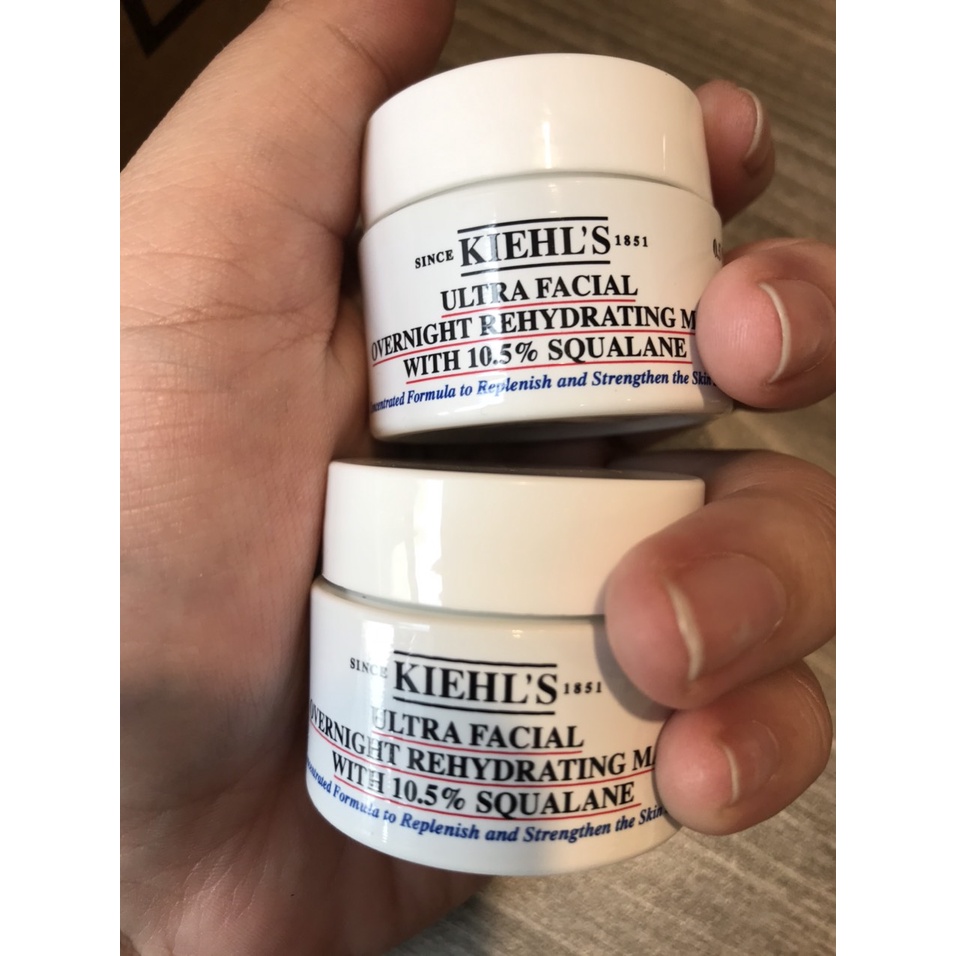 SINCE KIEHL'S 1851
ULTRA FACIAL
OVERNIGHT REHYDRATING
WITH 10.5% SQUALANE
Formula to Replenish and Strengthen the Skin
SINCE KIEHL'S 1851
ULTRA FACIAL
OVERNIGHT REHYDRATING
WITH 10.5% SQUALANE
Formula to Replenish and Strengthen the Skin